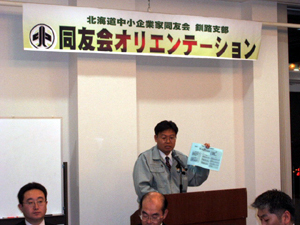 北海道中小企業家同友会 釧路支部
同友会オリエンテーション